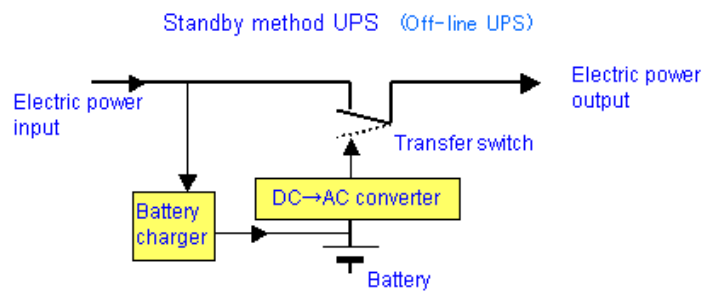 Standby method UPS (Off-line UPS)
Electric power
input
Electric power
output
Transfer switch
DC→AC converter
Battery
charger
Battery